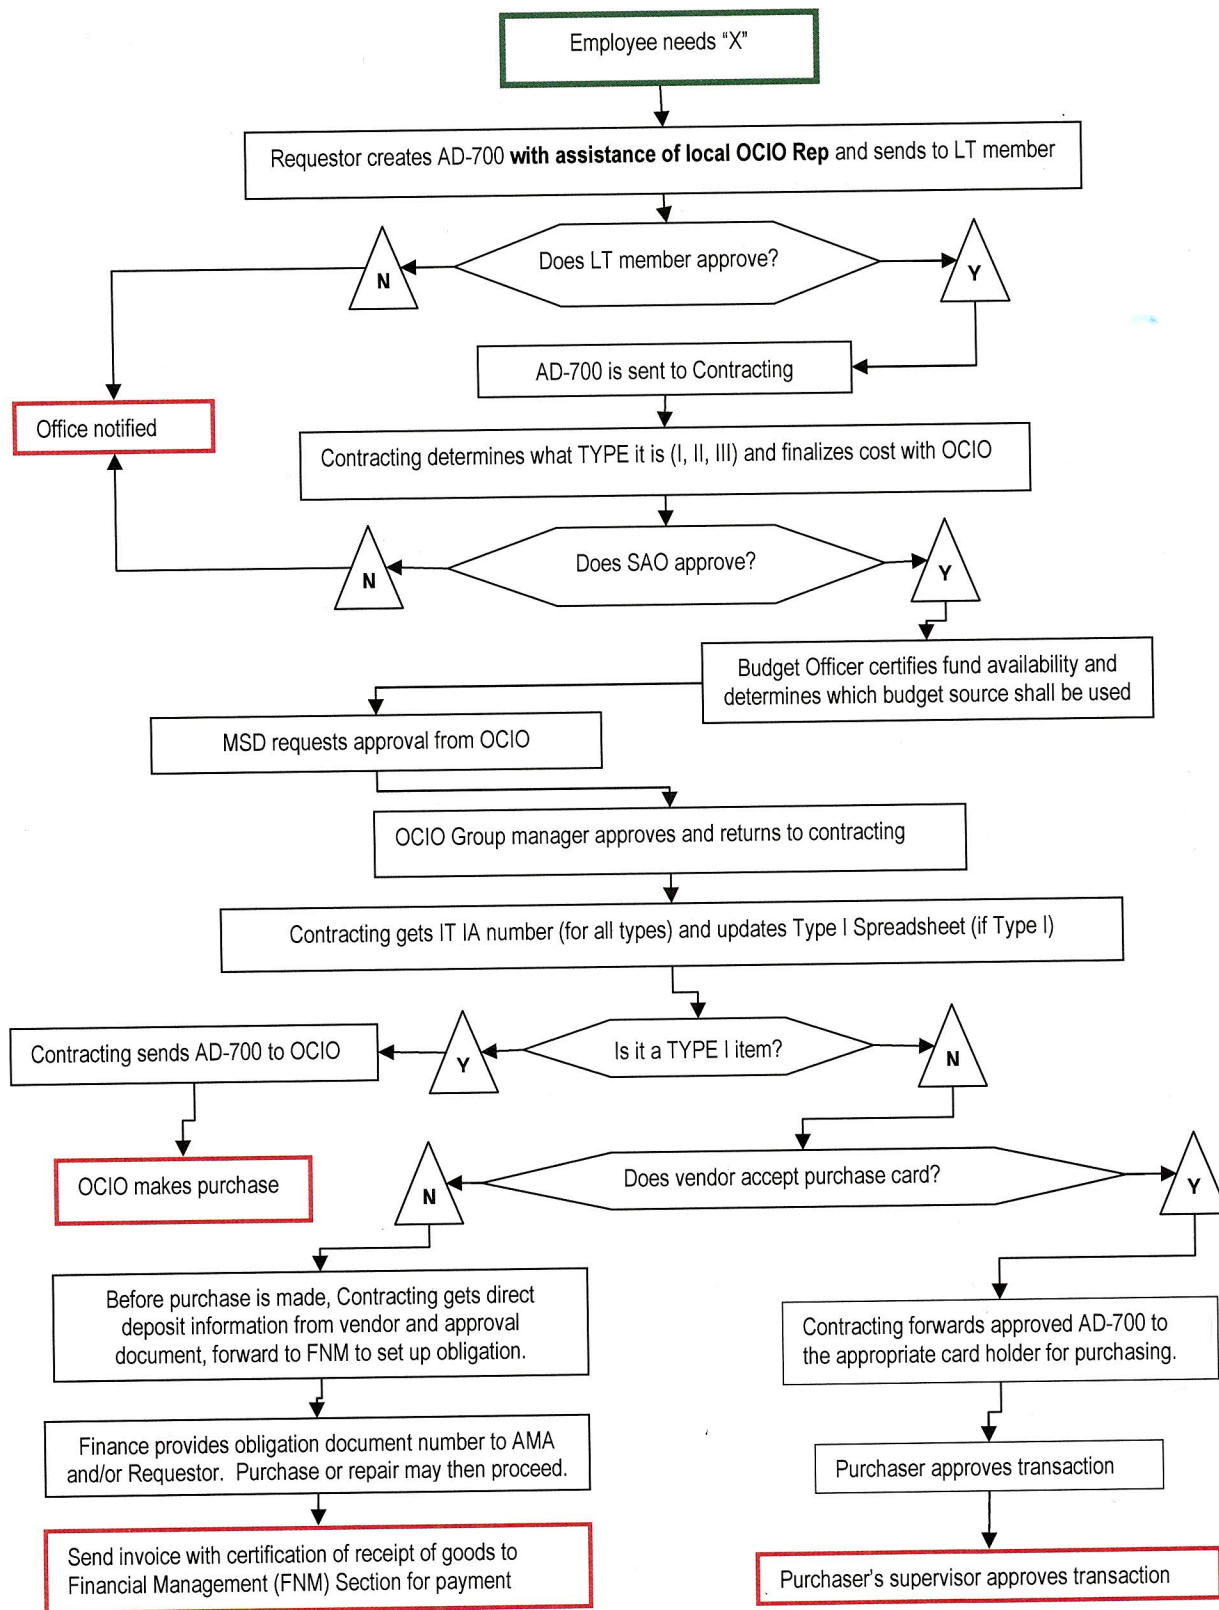 Employee needs “X”
Requestor creates AD-700 with assistance of local OCIO Rep and sends to LT member
Does LT member approve?
N
Y
AD-700 is sent to Contracting
Office notified
Contracting determines what TYPE it is (I, II, III) and finalizes cost with OCIO
Does SAO approve?
N
Y
Budget Officer certifies fund availability and
determines which budget source shall be used
MSD requests approval from OCIO
OCIO Group manager approves and returns to contracting
Contracting gets IT IA number (for all types) and updates Type I Spreadsheet (if Type I)
Is it a TYPE I item?
Y
N
Contracting sends AD-700 to OCIO
OCIO makes purchase
Does vendor accept purchase card?
N
Y
Before purchase is made, Contracting gets direct
deposit information from vendor and approval
document, forward to FNM to set up obligation.
Contracting forwards approved AD-700 to
the appropriate card holder for purchasing.
Finance provides obligation document number to AMA
and/or Requestor. Purchase or repair may then proceed.
Purchaser approves transaction
Send invoice with certification of receipt of goods to
Financial Management (FNM) Section for payment
Purchaser’s supervisor approves transaction